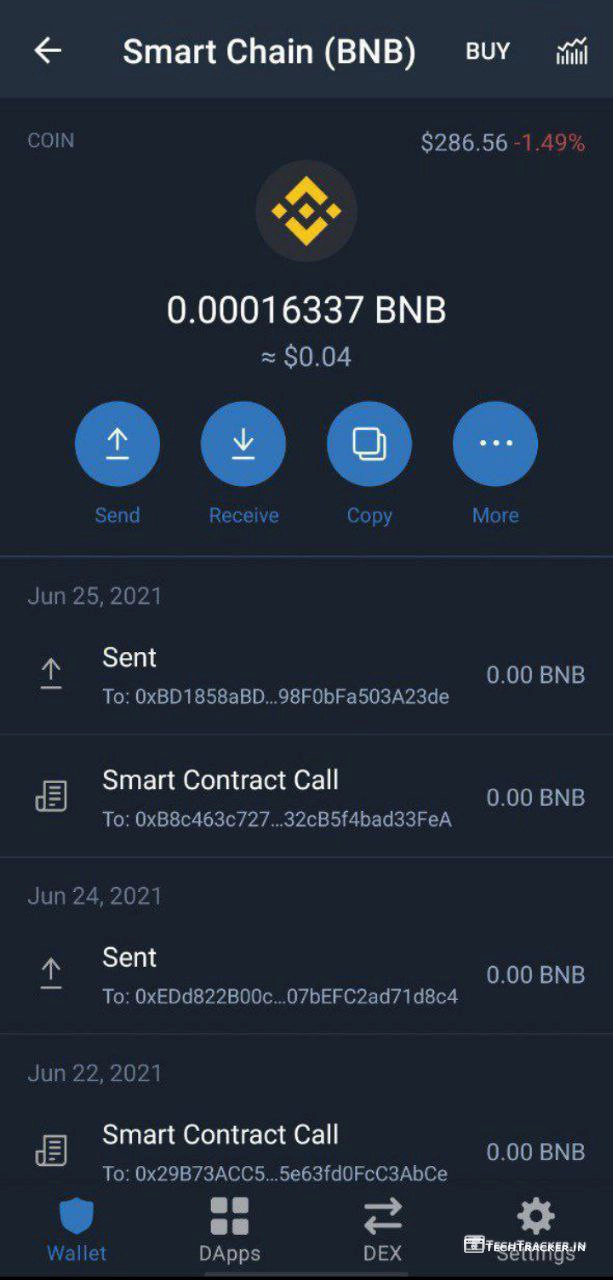 Smart Chain (BNB) BUY
COIN $286.56 -1.49%
0.00016337 BNB
≈ $0.04
Send Receive Copy More
Jun 25, 2021
Sent
To: 0xBD1858aBD...98F0bFa503A23de 0.00 BNB
Smart Contract Call
To: 0xB8c463c727...32cB5f4bad33FeA 0.00 BNB
Jun 24, 2021
Sent
To: 0xEDd822B00c...07bEFC2ad71d8c4 0.00 BNB
Jun 22, 2021
Smart Contract Call
To: 0x29B73ACC5...5e63fd0FcC3AbCe 0.00 BNB
Wallet DApps DEX Settings
TECHTRACKER.IN